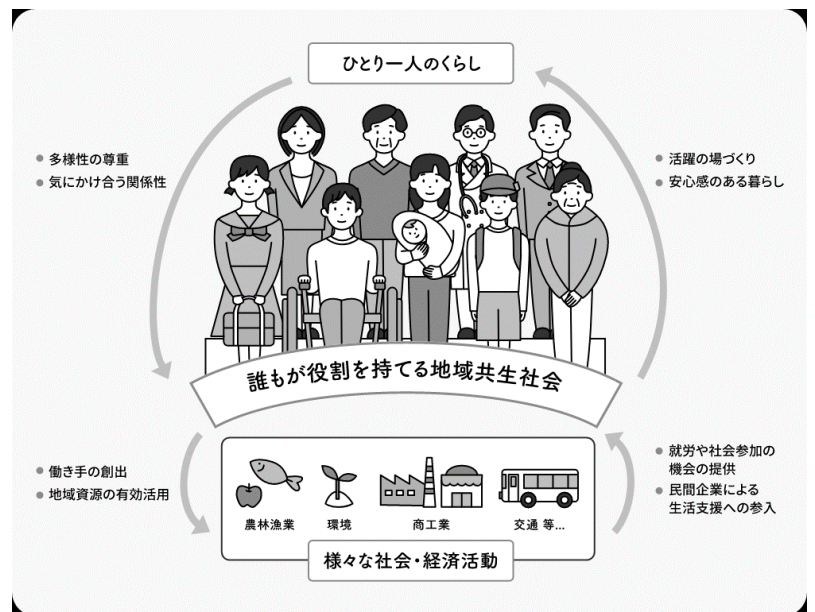 ひとり一人のくらし
● 多様性の尊重
● 気にかけ合う関係性
● 活躍の場づくり
● 安心感のある暮らし
誰もが役割を持てる地域共生社会
● 働き手の創出
● 地域資源の有効活用
● 就労や社会参加の
機会の提供
● 民間企業による
生活支援への参入
農林漁業 環境 商工業 交通 等...
様々な社会・経済活動